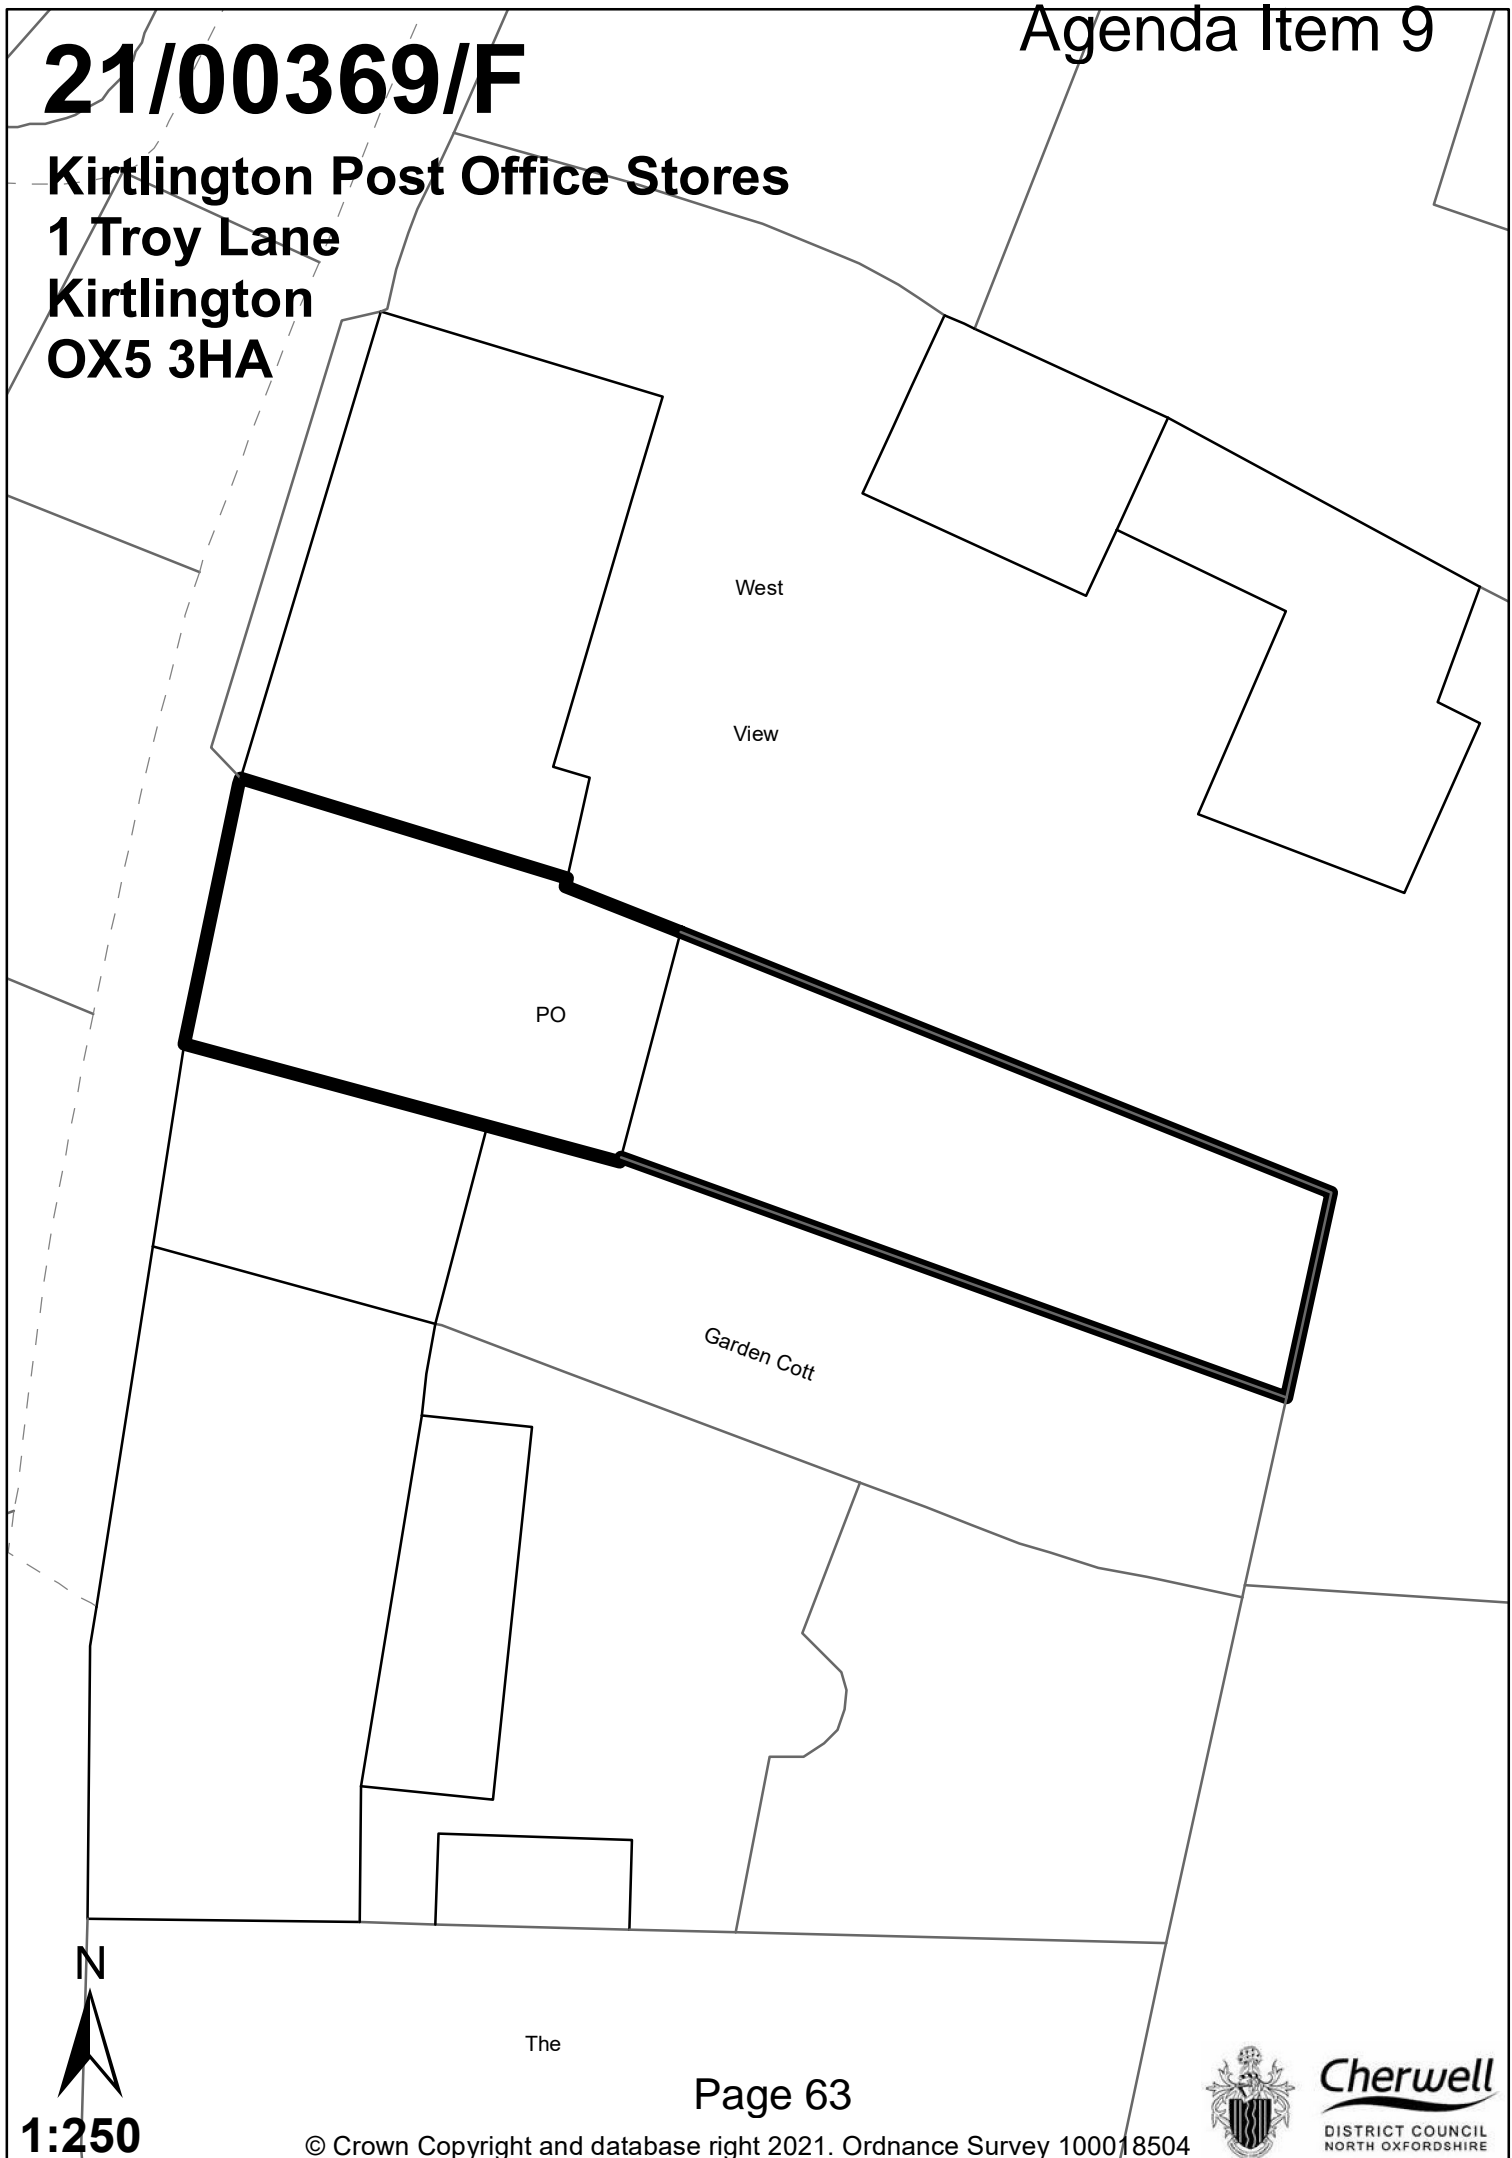 Agenda Item 9
21/00369/F
Kirtlington Post Office Stores
1 Troy Lane
Kirtlington
OX5 3HA
West
View
PO
Garden Cott
N
The
Page 63
1:250
© Crown Copyright and database right 2021. Ordnance Survey 100018504
Cherwell
DISTRICT COUNCIL
NORTH OXFORDSHIRE